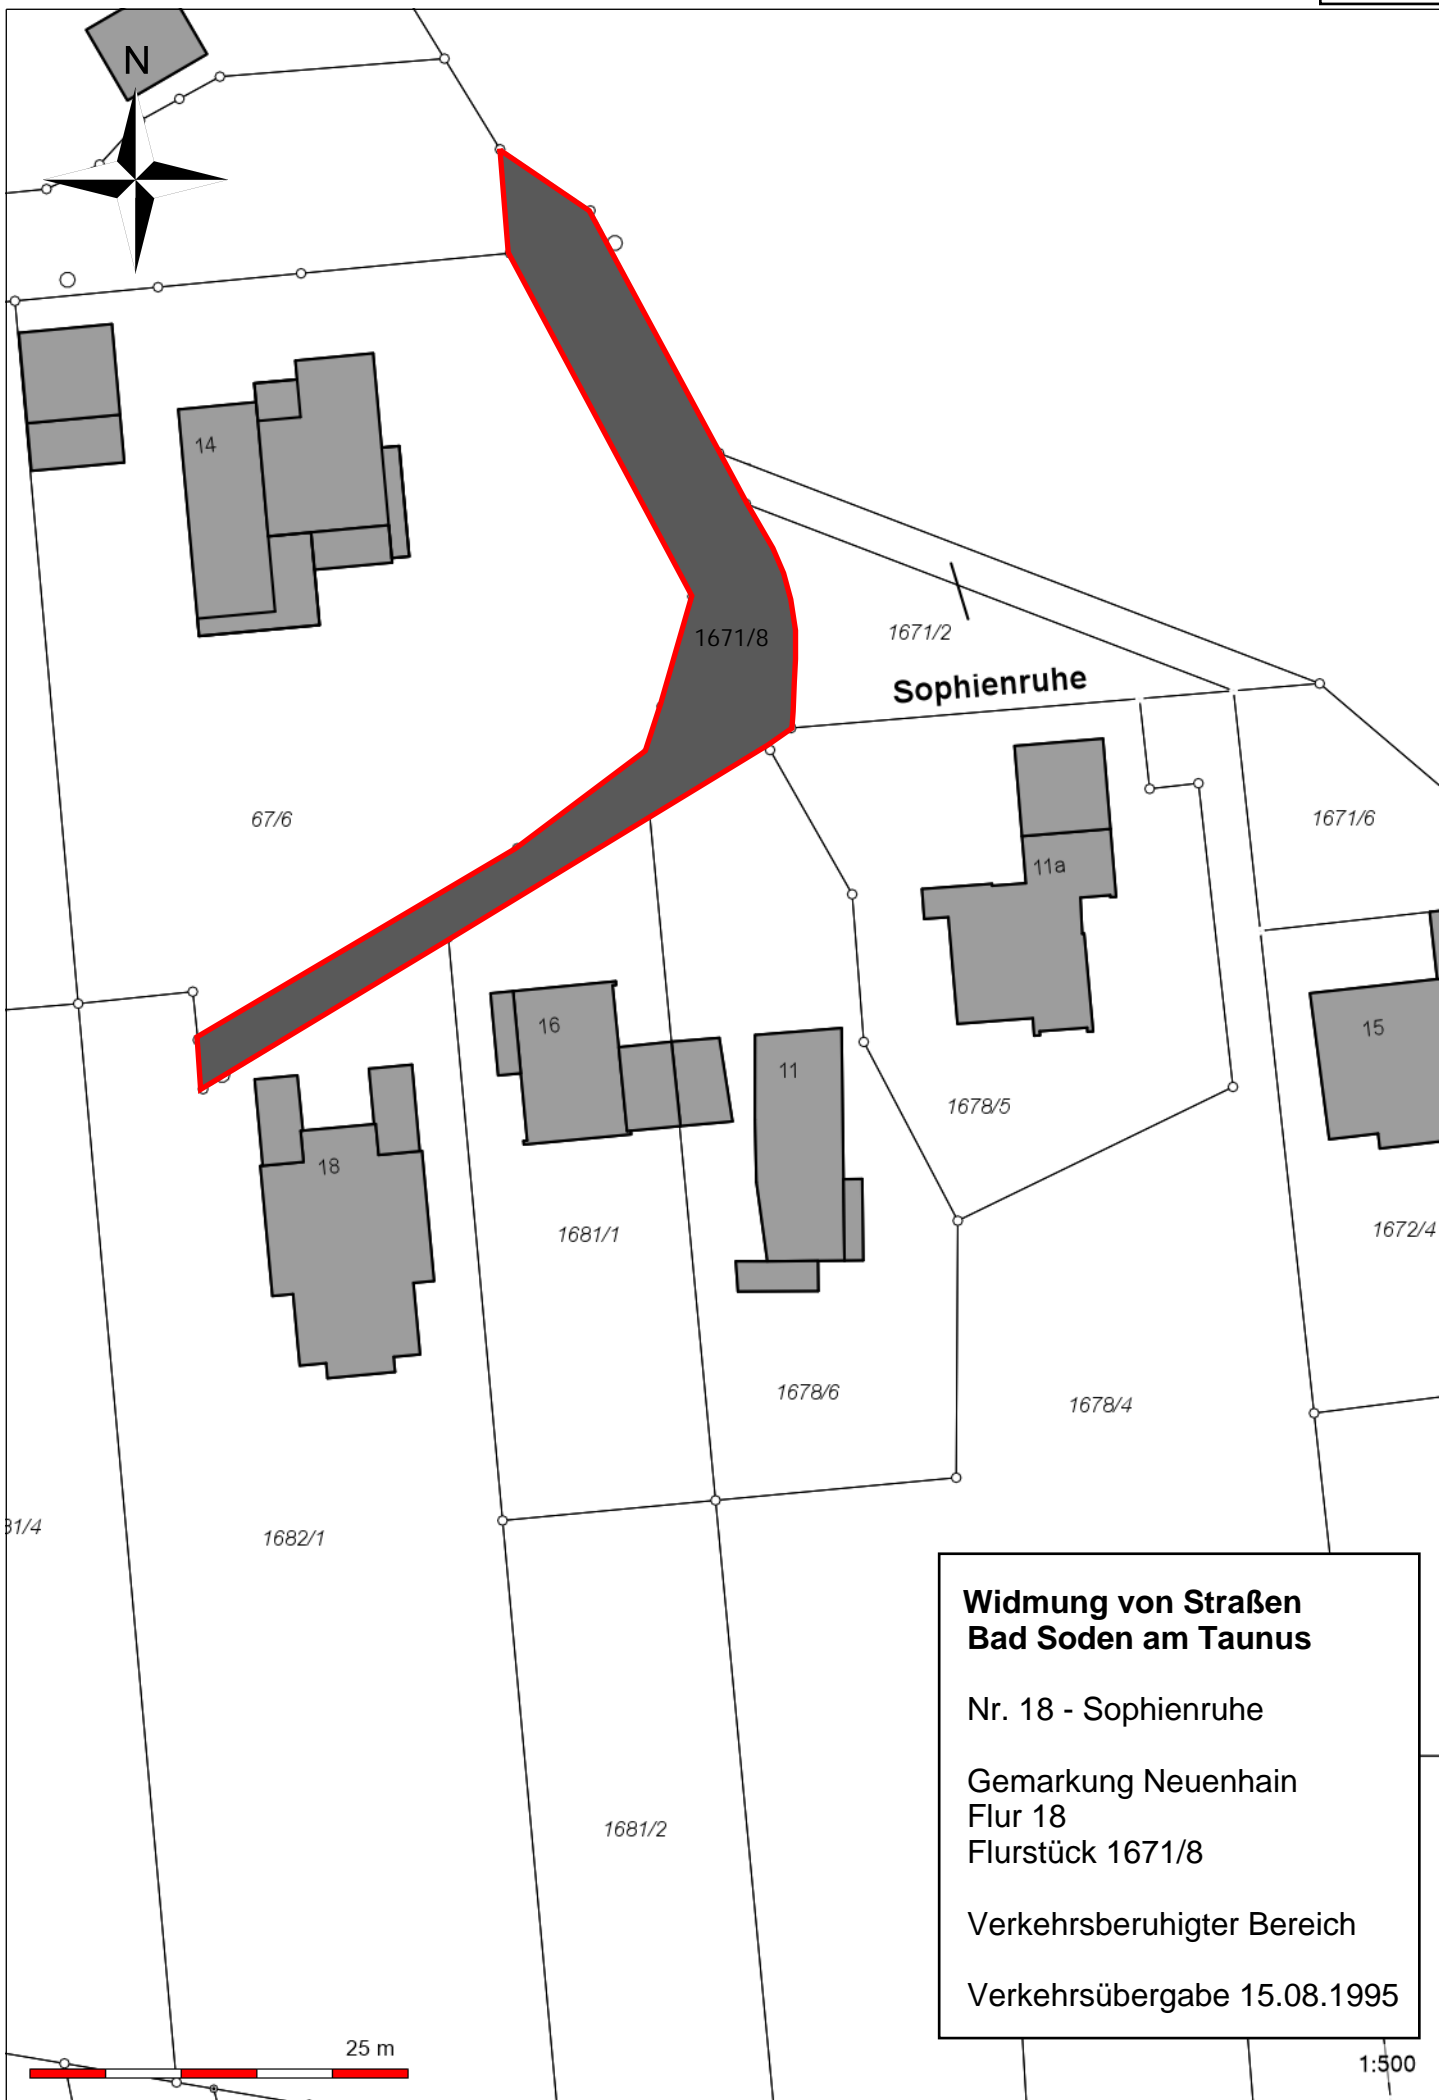 N
14
1671/8
1671/2
Sophienruhe
67/6
1671/6
11a
16
11
15
1678/5
18
1681/1
1672/4
1678/6
1678/4
81/4
1682/1
Widmung von Straßen
Bad Soden am Taunus
Nr. 18 - Sophienruhe
Gemarkung Neuenhain
Flur 18
Flurstück 1671/8
Verkehrsberuhigter Bereich
Verkehrsübergabe 15.08.1995
1681/2
25 m
1:500